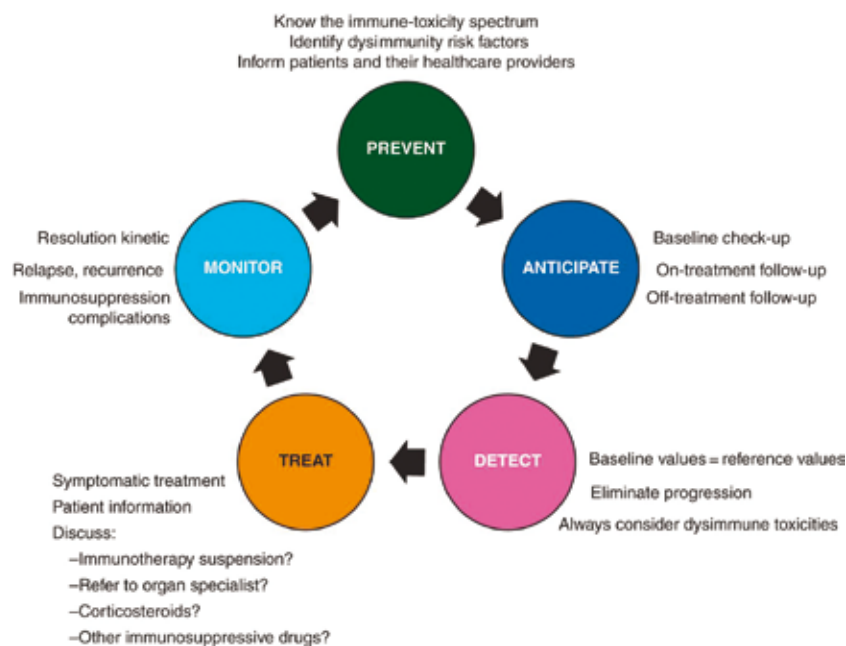 Know the immune-toxicity spectrum
Identify dysimmunity risk factors
Inform patients and their healthcare providers
PREVENT
ANTICIPATE
Baseline check-up
On-treatment follow-up
Off-treatment follow-up
DETECT
Baseline values = reference values
Eliminate progression
Always consider dysimmune toxicities
TREAT
Symptomatic treatment
Patient information
Discuss:
–Immunotherapy suspension?
–Refer to organ specialist?
–Corticosteroids?
–Other immunosuppressive drugs?
MONITOR
Resolution kinetic
Relapse, recurrence
Immunosuppression
complications